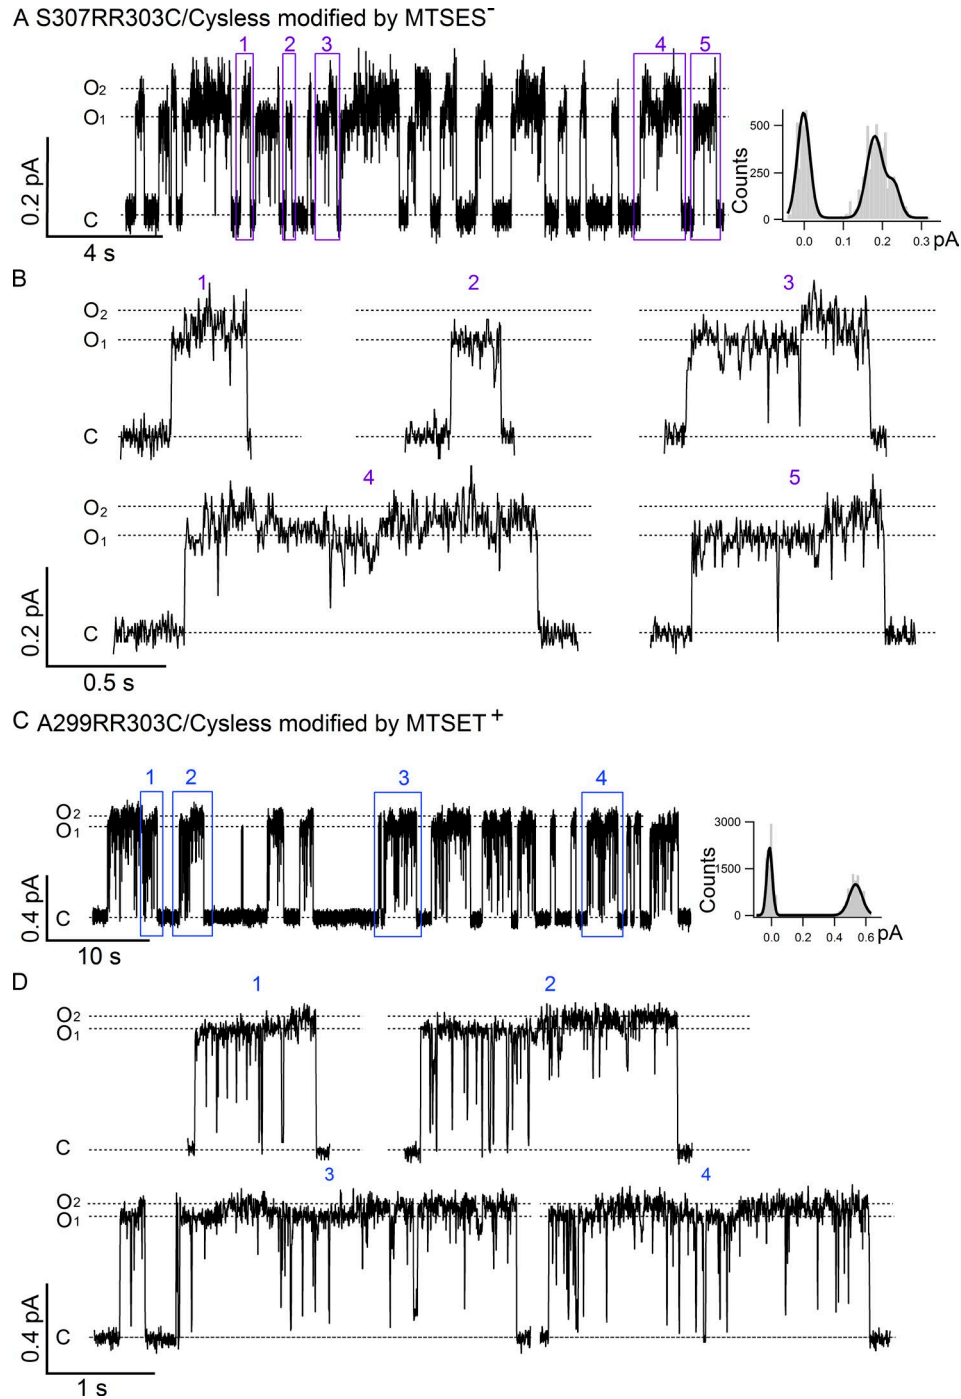 A S307RR303C/Cysless modified by MTSES-
1 2 3 4 5
O2
O1
C
0.2 pA
4 s
Counts
500
250
0
0.0 0.1 0.2 0.3 pA
B
1 2 3
O2
O1
C
4 5
O2
O1
C
0.2 pA
0.5 s
C A299RR303C/Cysless modified by MTSET+
1 2 3 4
O2
O1
C
0.4 pA
10 s
Counts
3000
1500
0
0.0 0.2 0.4 0.6 pA
D
1 2
O2
O1
C
3 4
O2
O1
C
0.4 pA
1 s